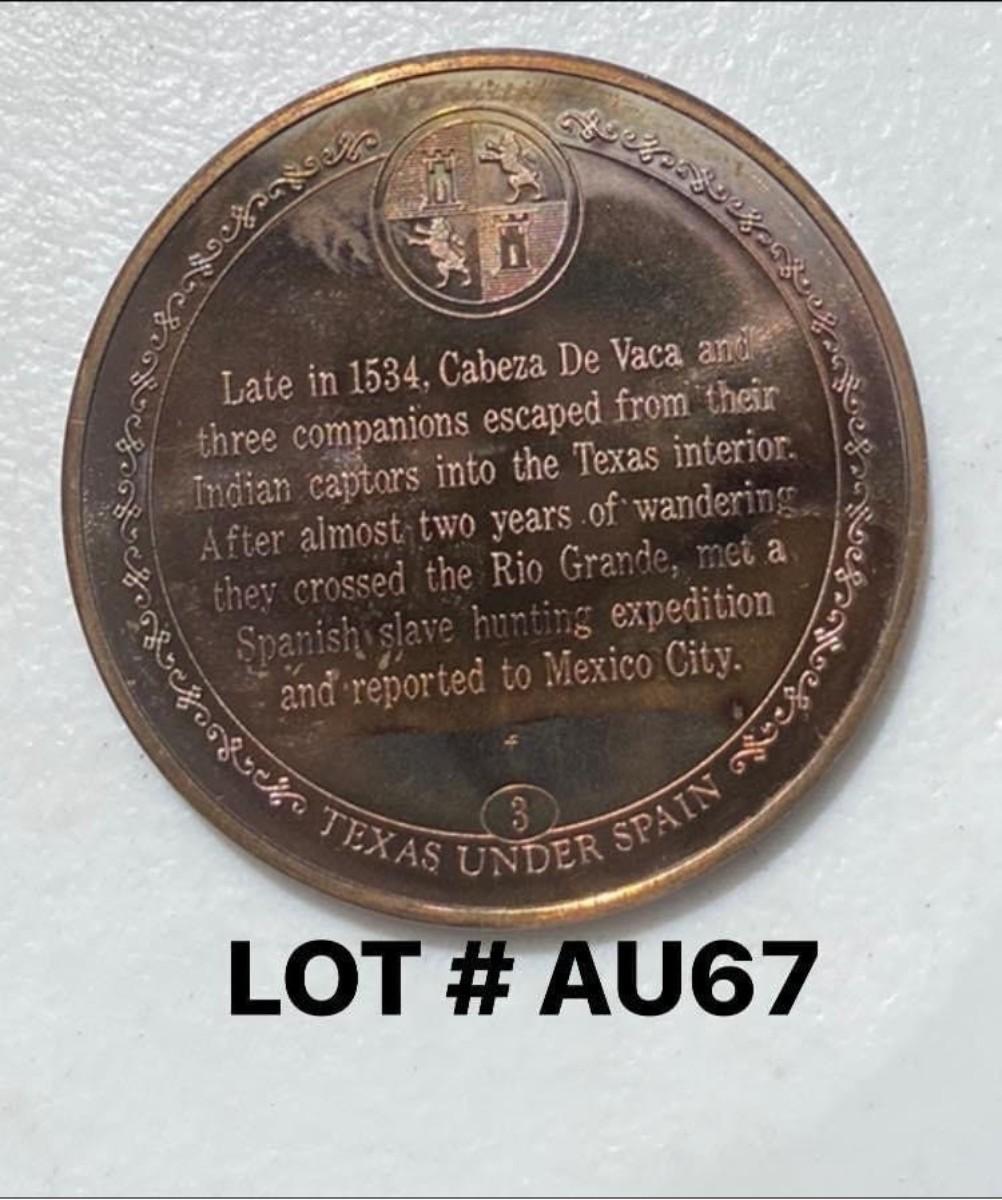 Late in 1534, Cabeza De Vaca and
three companions escaped from their
Indian captors into the Texas interior.
After almost two years of wandering
they crossed the Rio Grande, met a
Spanish slave hunting expedition
and reported to Mexico City.
3
TEXAS UNDER SPAIN
LOT # AU67